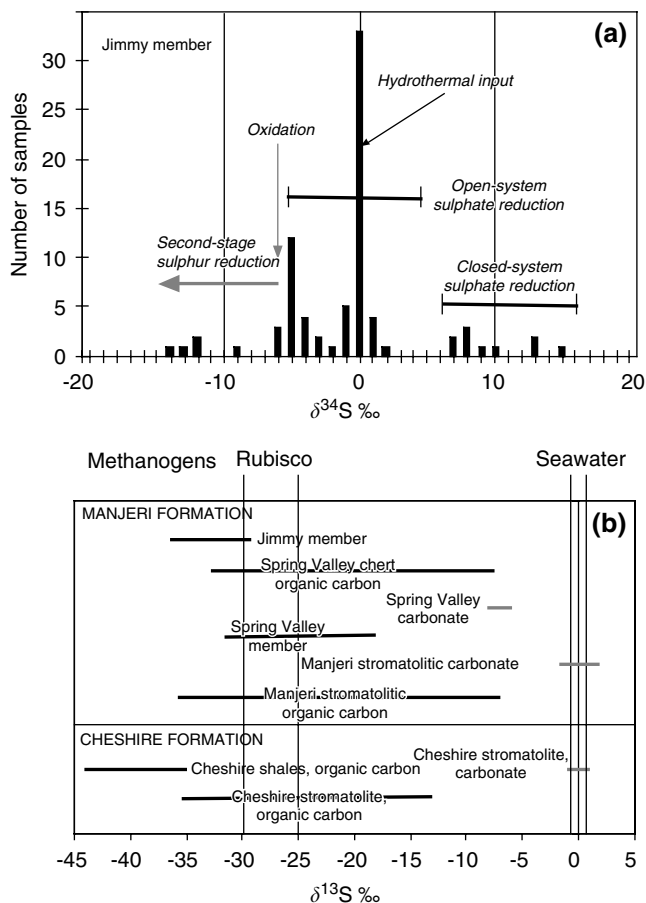 (a)
Jimmy member
Number of samples
30
25
20
15
10
5
0
Hydrothermal input
Oxidation
Open-system
sulphate reduction
Second-stage
sulphur reduction
Closed-system
sulphate reduction
-20 -10 0 10 20
δ³⁴S ‰
Methanogens Rubisco Seawater
(b)
MANJERI FORMATION
Jimmy member
Spring Valley chert
organic carbon
Spring Valley
carbonate
Spring Valley
member
Manjeri stromatolitic carbonate
Manjeri stromatolitic
organic carbon
CHESHIRE FORMATION
Cheshire stromatolite,
carbonate
Cheshire shales, organic carbon
Cheshire stromatolite,
organic carbon
-45 -40 -35 -30 -25 -20 -15 -10 -5 0 5
δ¹³S ‰